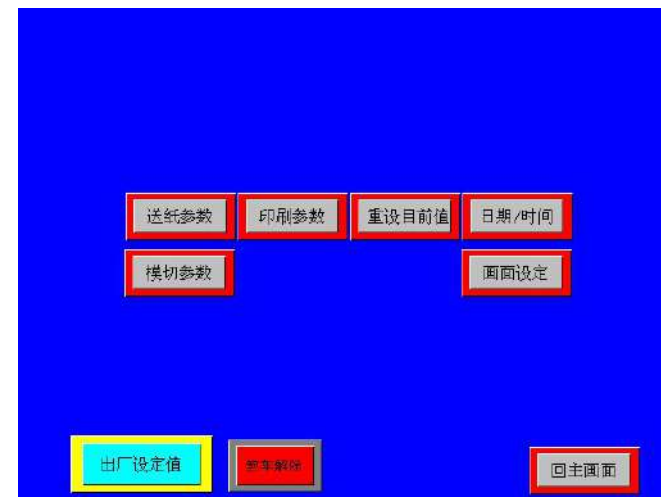 送纸参数
印刷参数
重设目前值
日期/时间
模切参数
画面设定
出厂设定值
回主画面